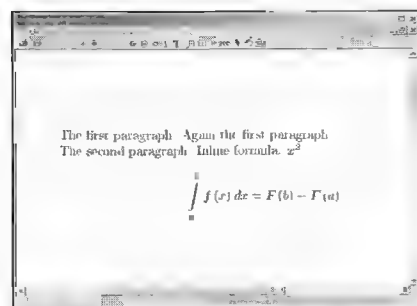 The first paragraph Again the first paragraph
The second paragraph Inline formula x²
∫ f(x) dx = F(b) − F(a)